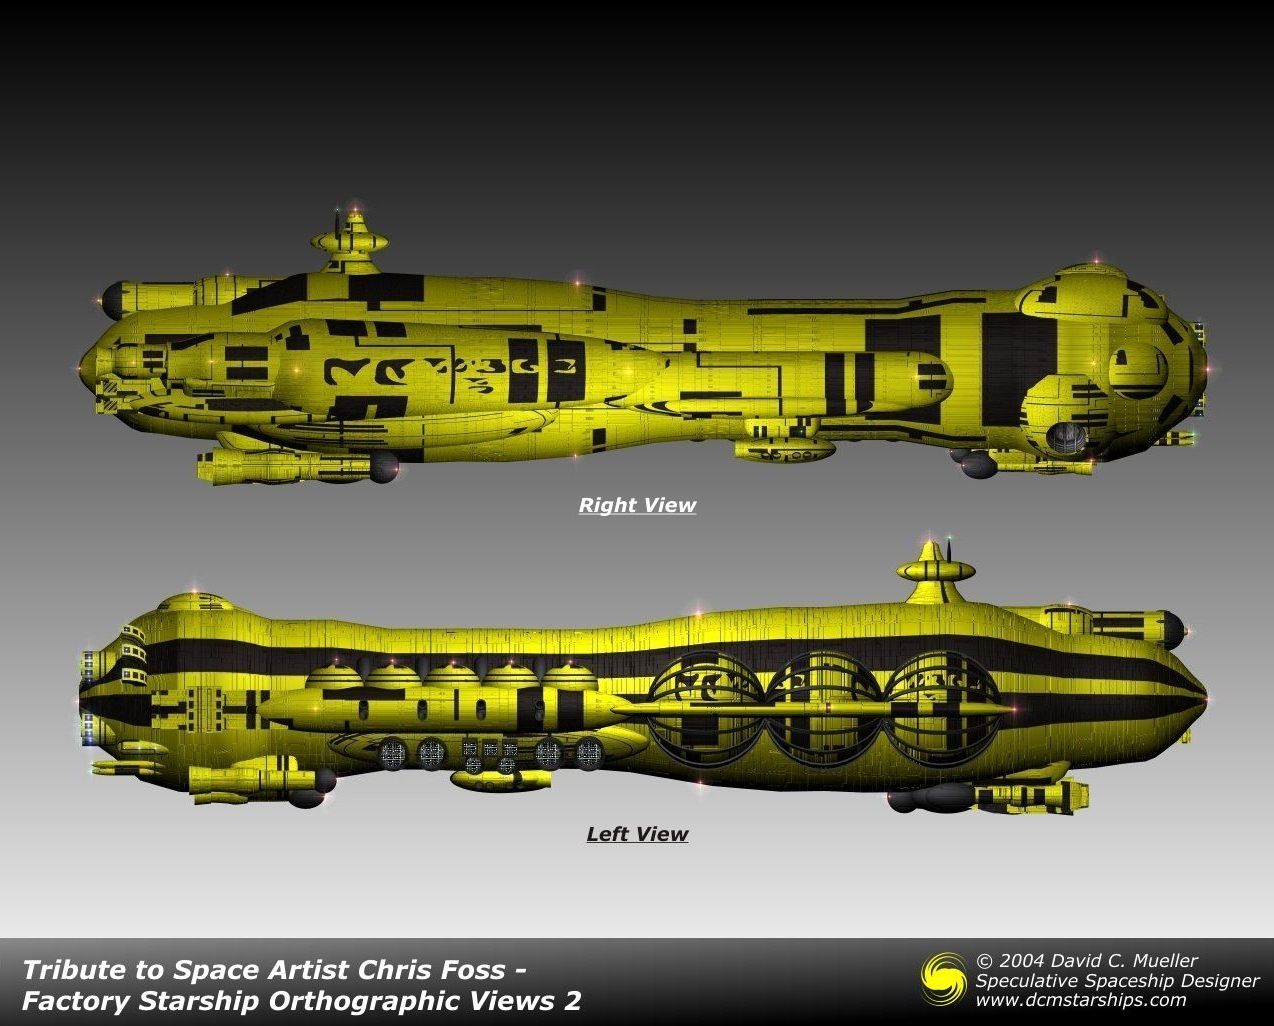 Right View
Left View
Tribute to Space Artist Chris Foss -
Factory Starship Orthographic Views 2
© 2004 David C. Mueller
Speculative Spaceship Designer
www.dcmstarships.com